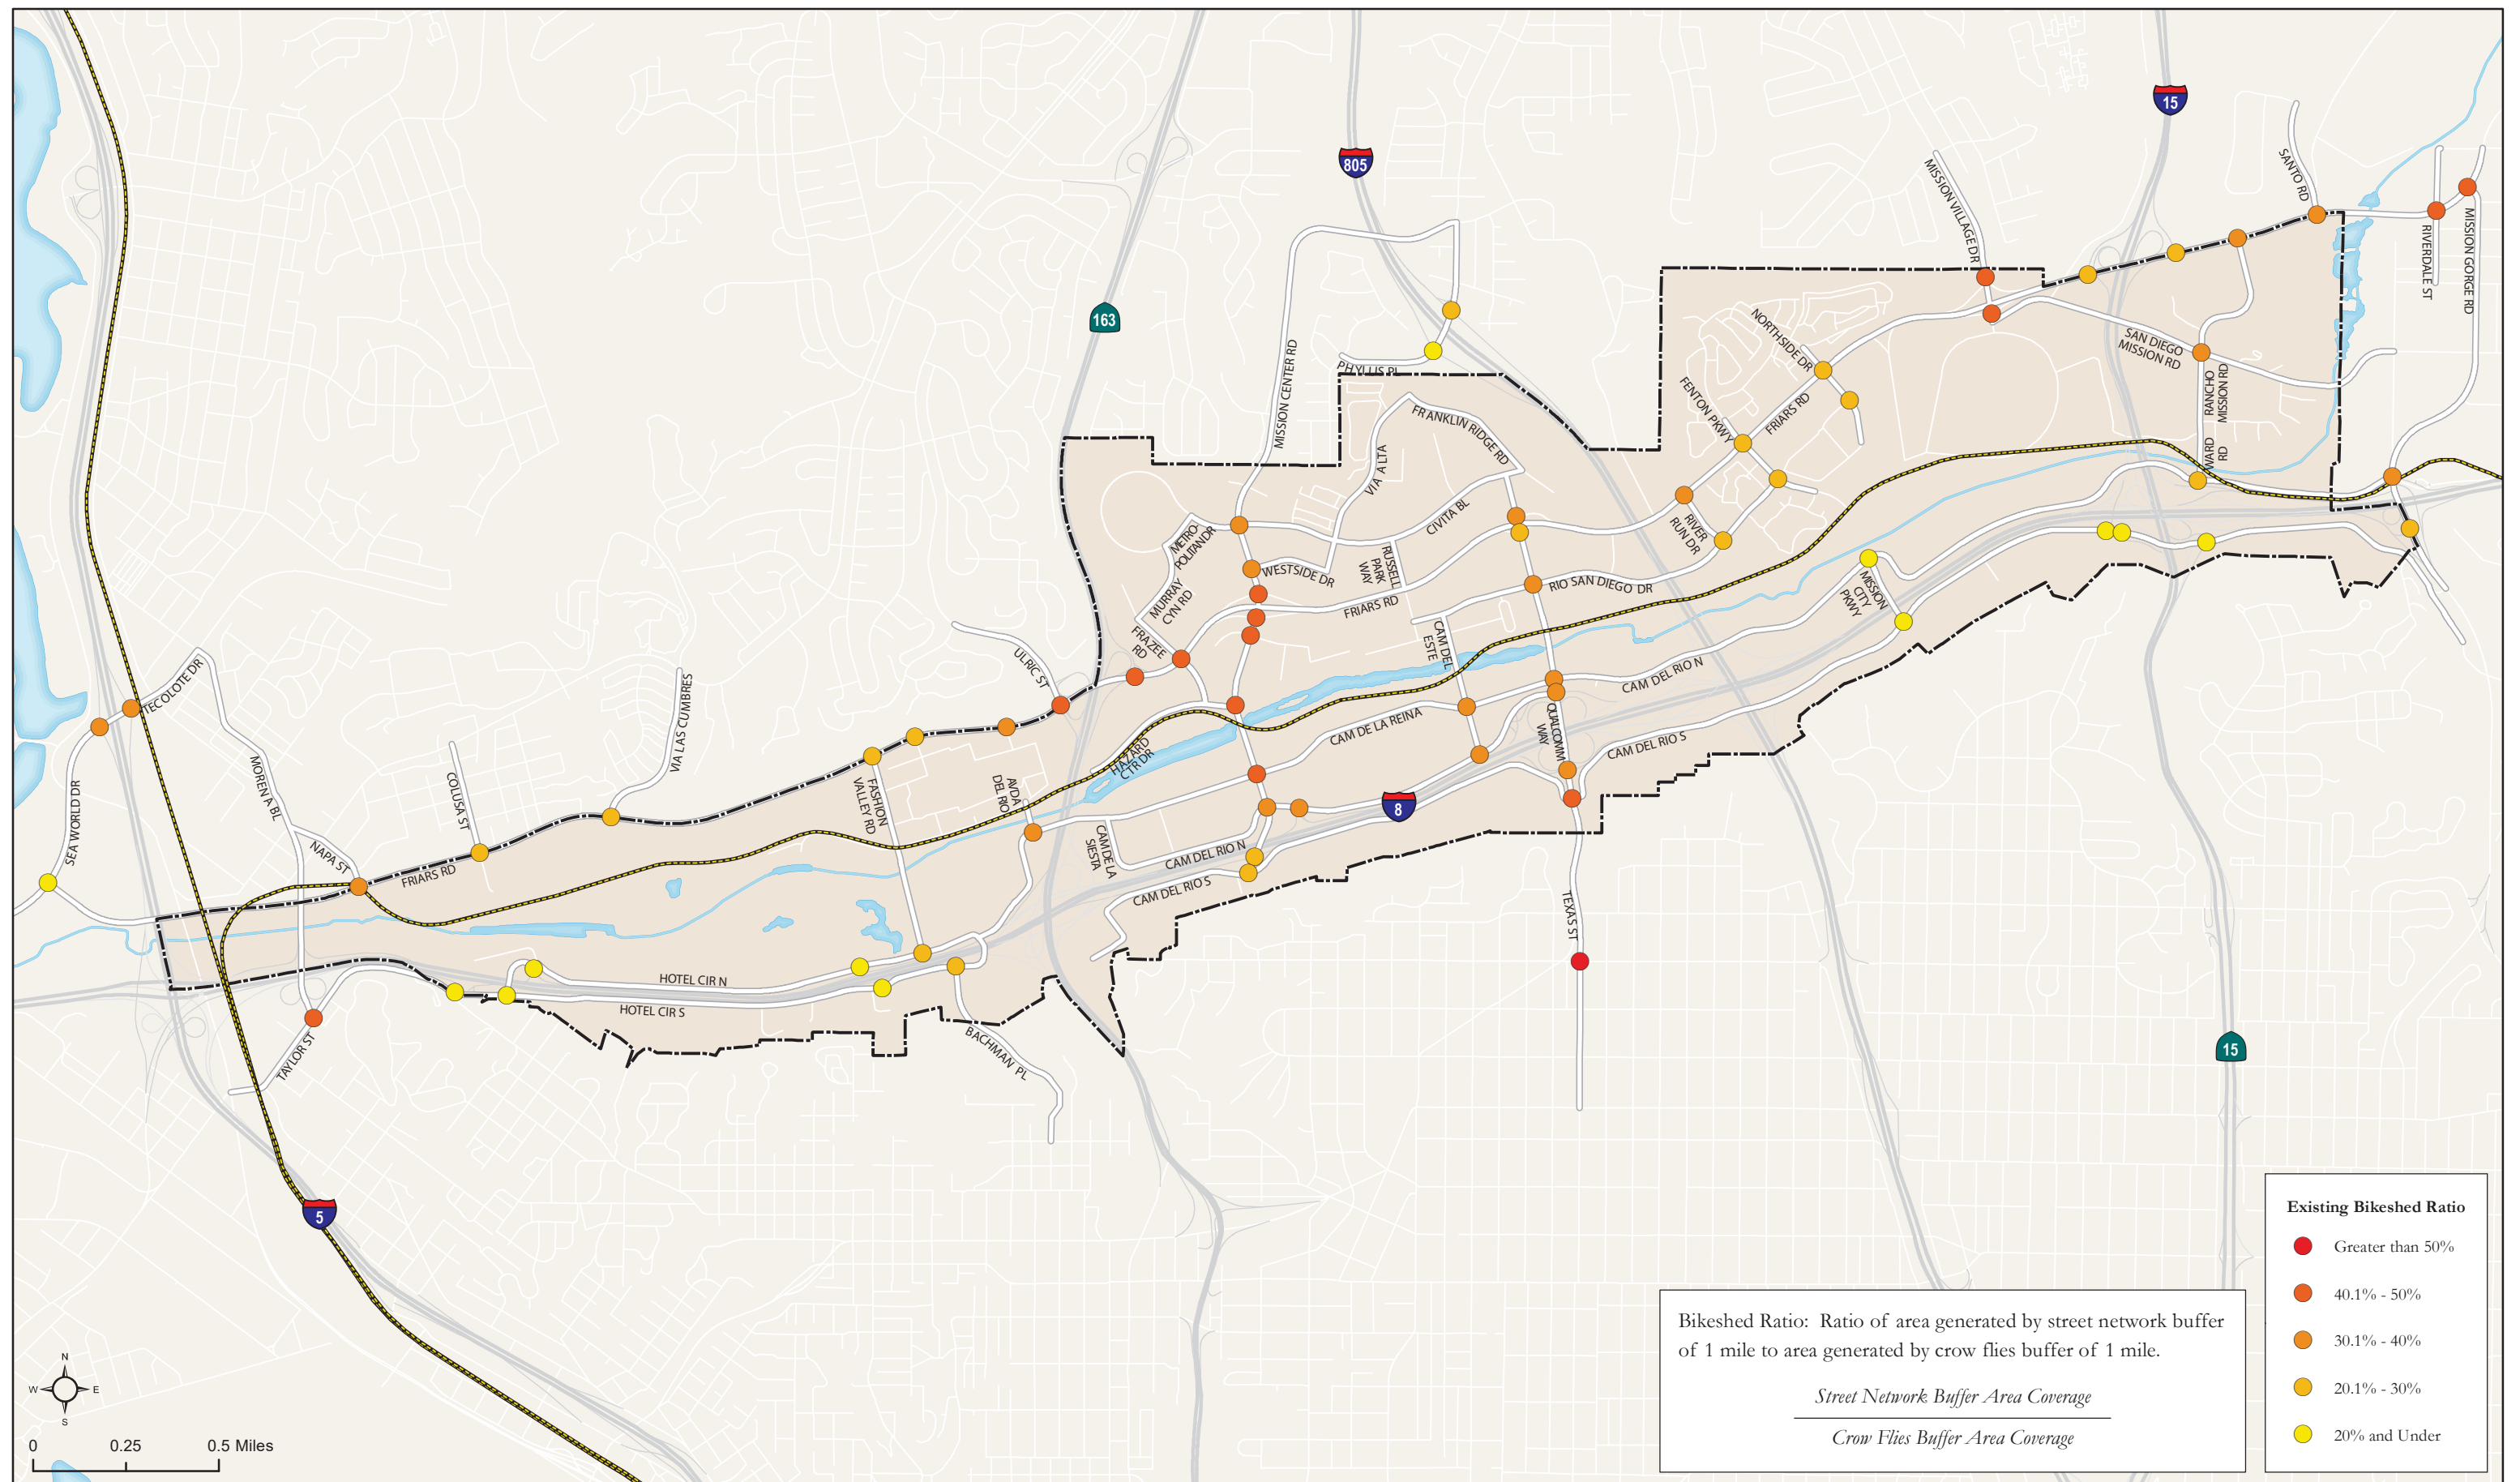 15
805
SANTO RD
MISSION VILLAGE DR
RIVERDALE ST
MISSION GORGE RD
163
NORTHSIDE DR
SAN DIEGO
MISSION RD
MISSION CENTER RD
PHYLLIS PL
FENTON PKWY
FRIARS RD
RANCHO
MISSION RD
FRANKLIN RIDGE RD
VIA ALTA
WARD
RD
CIVITA BL
METRO-
POLITAN DR
RIVER
RUN DR
WESTSIDE DR
RUSSELL
PARK
WAY
RIO SAN DIEGO DR
MURRAY
CYN RD
FRIARS RD
MISSION
CITY
PKWY
FRAZEE
RD
CAM DEL
ESTE
ULRIC ST
TECOLOTE DR
CAM DEL RIO N
VIA LAS CUMBRES
QUALCOMM
WAY
CAM DE LA REINA
HAZARD
CTR DR
CAM DEL RIO S
MORENA BL
COLUSA ST
FASHION
VALLEY RD
AVDA
DEL RIO
8
SEA WORLD DR
NAPA ST
CAM DE LA
SIESTA
CAM DEL RIO N
FRIARS RD
CAM DEL RIO S
TEXAS ST
HOTEL CIR N
HOTEL CIR S
TAYLOR ST
BACHMAN PL
15
5
Existing Bikeshed Ratio
Greater than 50%
40.1% - 50%
30.1% - 40%
20.1% - 30%
20% and Under
Bikeshed Ratio: Ratio of area generated by street network buffer
of 1 mile to area generated by crow flies buffer of 1 mile.
Street Network Buffer Area Coverage
Crow Flies Buffer Area Coverage
N
W E
S
0 0.25 0.5 Miles